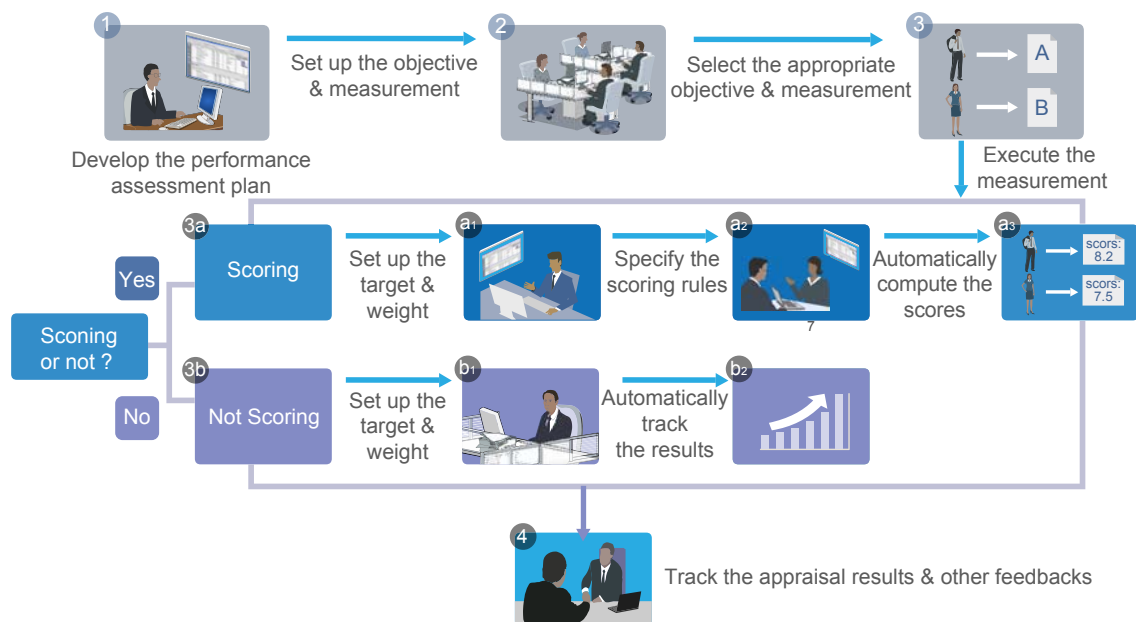 1
2
3
Set up the objective
& measurement
Select the appropriate
objective & measurement
A
B
Develop the performance
assessment plan
Execute the
measurement
3a
Scoring
Set up the
target &
weight
a1
Specify the
scoring rules
a2
7
Automatically
compute the
scores
a3
scors:
8.2
scors:
7.5
Yes
Sconing
or not ?
No
3b
Not Scoring
Set up the
target &
weight
b1
Automatically
track
the results
b2
4
Track the appraisal results & other feedbacks